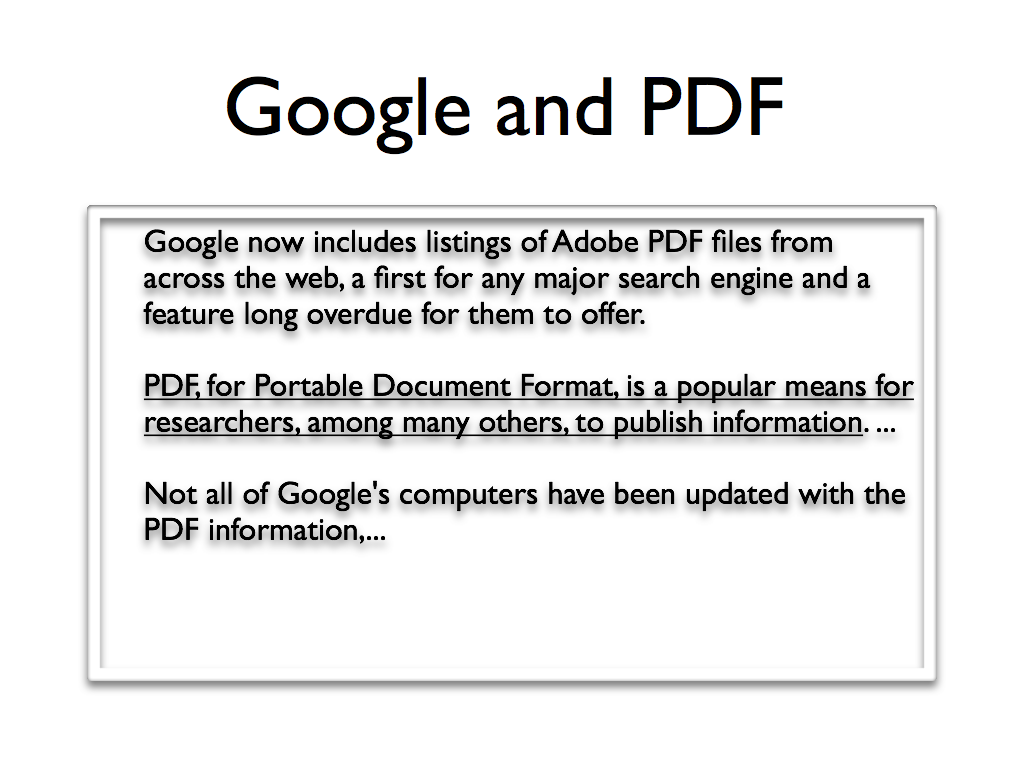 Google and PDF
Google now includes listings of Adobe PDF files from
across the web, a first for any major search engine and a
feature long overdue for them to offer.
PDF, for Portable Document Format, is a popular means for
researchers, among many others, to publish information. ...
Not all of Google's computers have been updated with the
PDF information,...